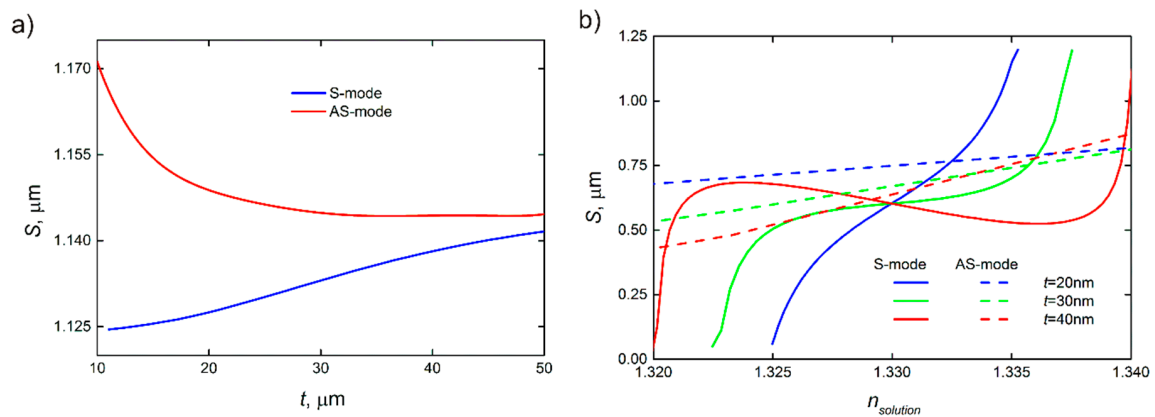 a)
1.170
1.155
1.140
1.125
S, μm
S-mode
AS-mode
10 20 30 40 50
t, μm
b)
1.25
1.00
0.75
0.50
0.25
0.00
S, μm
S-mode AS-mode
t=20nm
t=30nm
t=40nm
1.320 1.325 1.330 1.335 1.340
nsolution